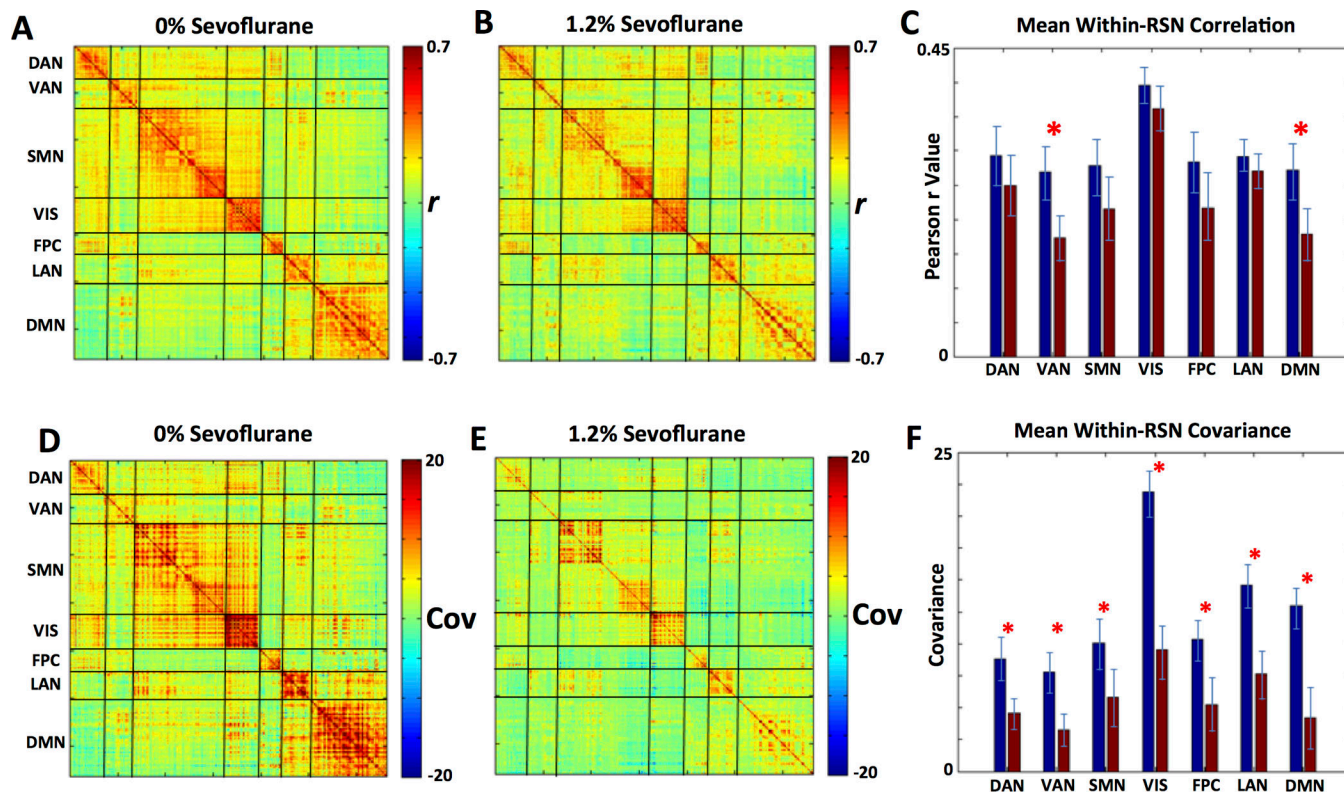 A
0% Sevoflurane
DAN
VAN
SMN
VIS
FPC
LAN
DMN
0.7
r
-0.7
B
1.2% Sevoflurane
0.7
r
-0.7
C
Mean Within-RSN Correlation
0.45
Pearson r Value
0
*
*
DAN VAN SMN VIS FPC LAN DMN
D
0% Sevoflurane
DAN
VAN
SMN
VIS
FPC
LAN
DMN
20
Cov
-20
E
1.2% Sevoflurane
20
Cov
-20
F
Mean Within-RSN Covariance
25
Covariance
0
* * * * * * *
DAN VAN SMN VIS FPC LAN DMN